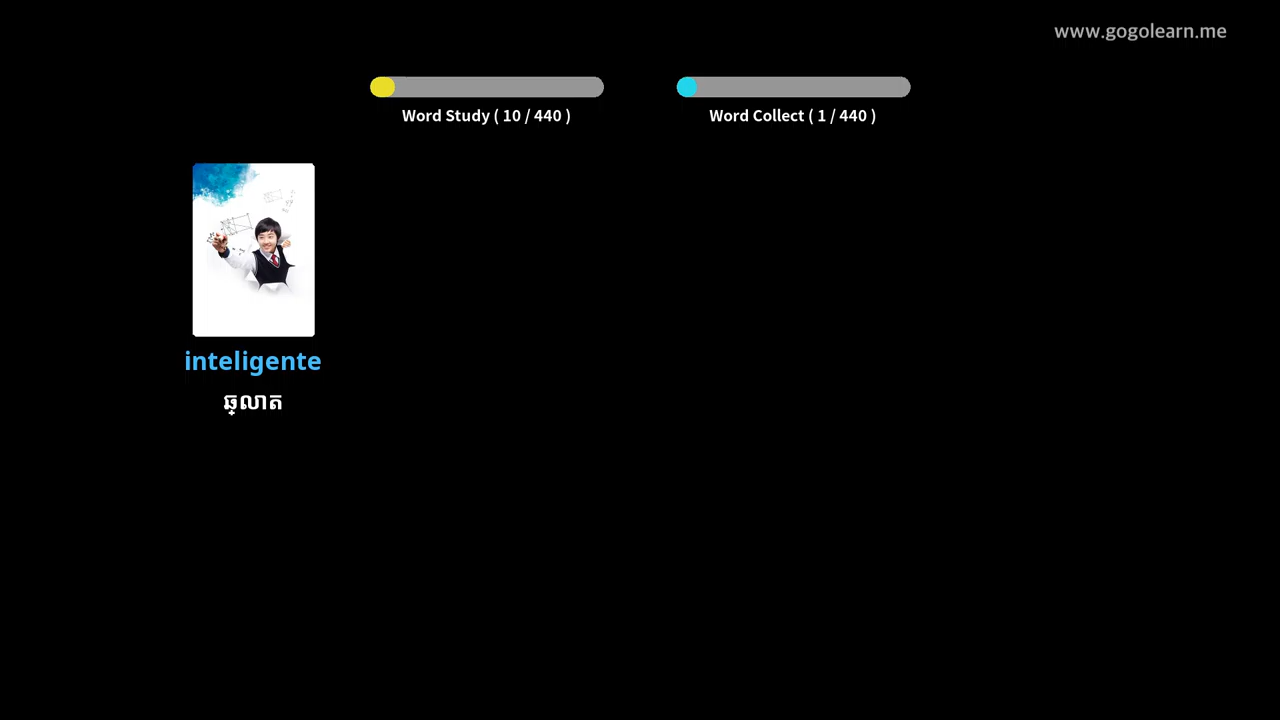 www.gogolearn.me
Word Study ( 10 / 440 )
Word Collect ( 1 / 440 )
inteligente
ឆ្លាត